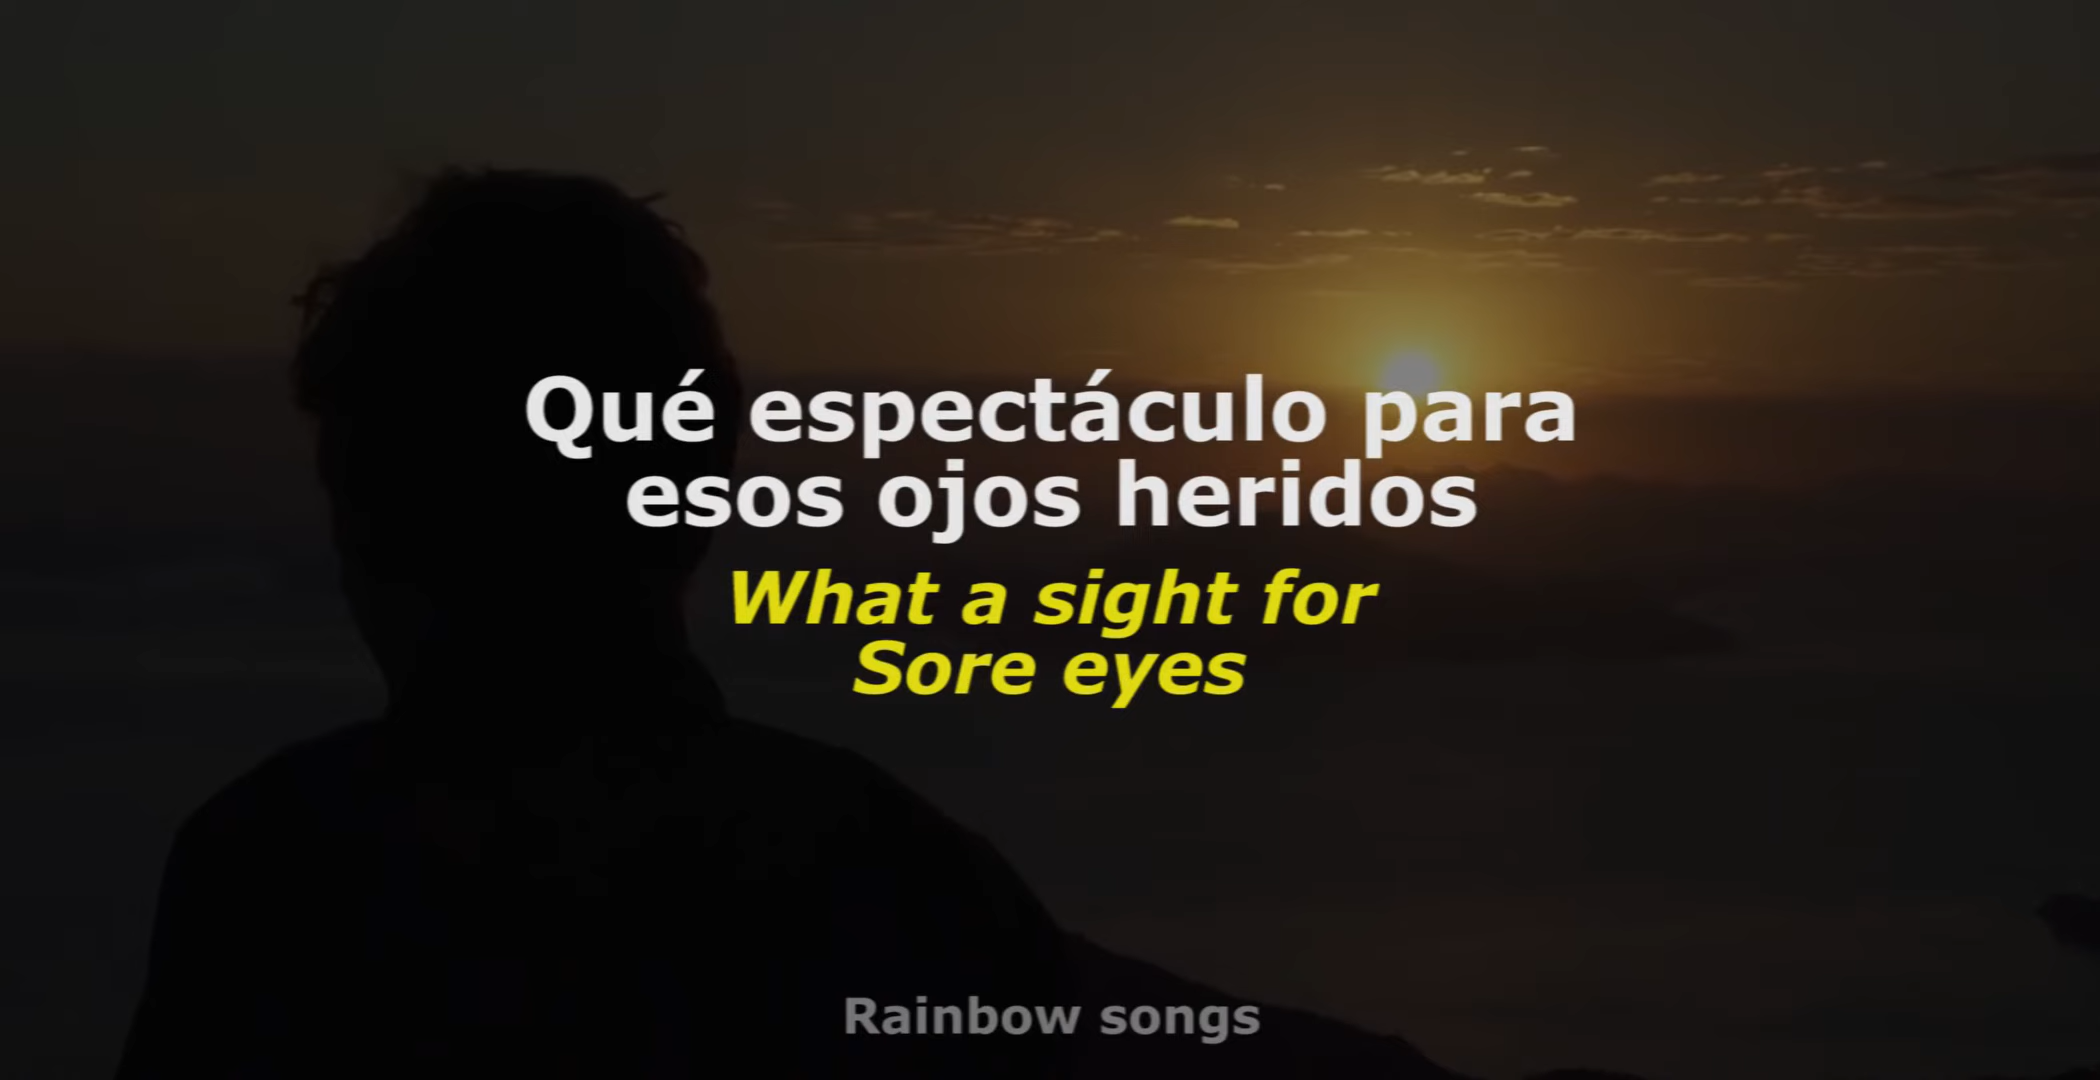 Qué espectáculo para
esos ojos heridos
What a sight for
Sore eyes
Rainbow songs